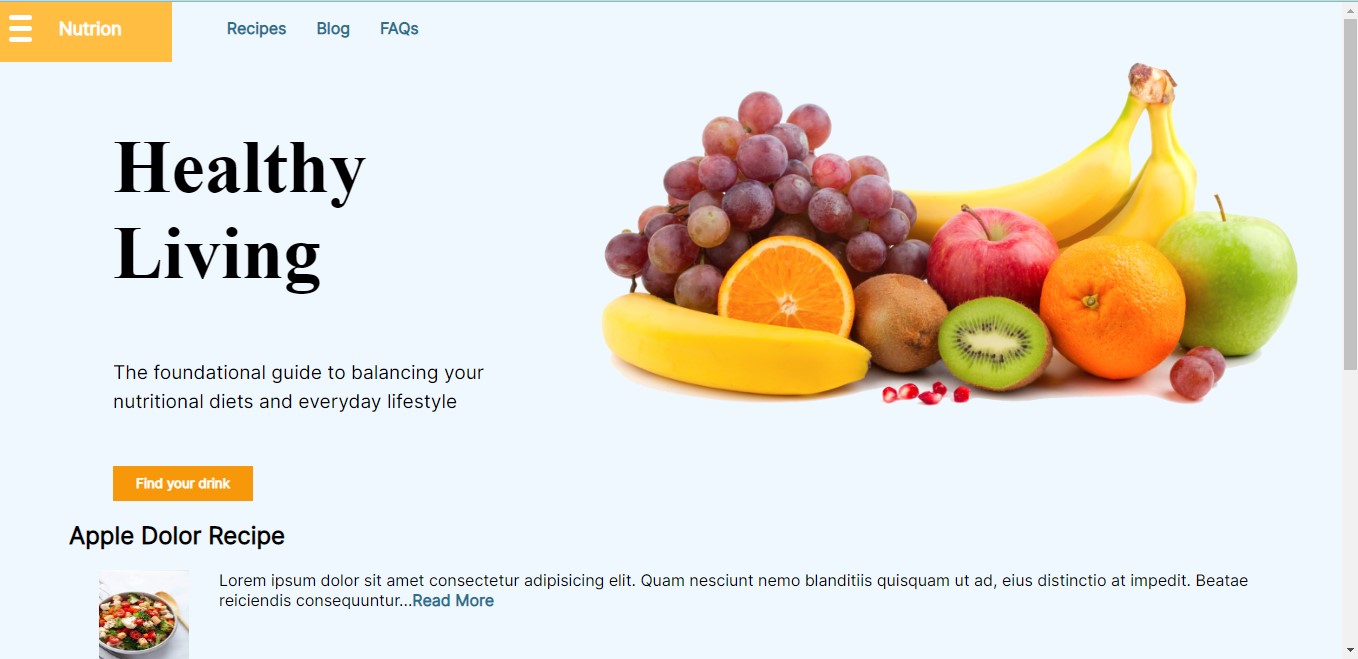 Nutrion
Recipes Blog FAQs
Healthy
Living
The foundational guide to balancing your
nutritional diets and everyday lifestyle
Find your drink
Apple Dolor Recipe
Lorem ipsum dolor sit amet consectetur adipisicing elit. Quam nesciunt nemo blanditiis quisquam ut ad, eius distinctio at impedit. Beatae
reiciendis consequuntur...Read More